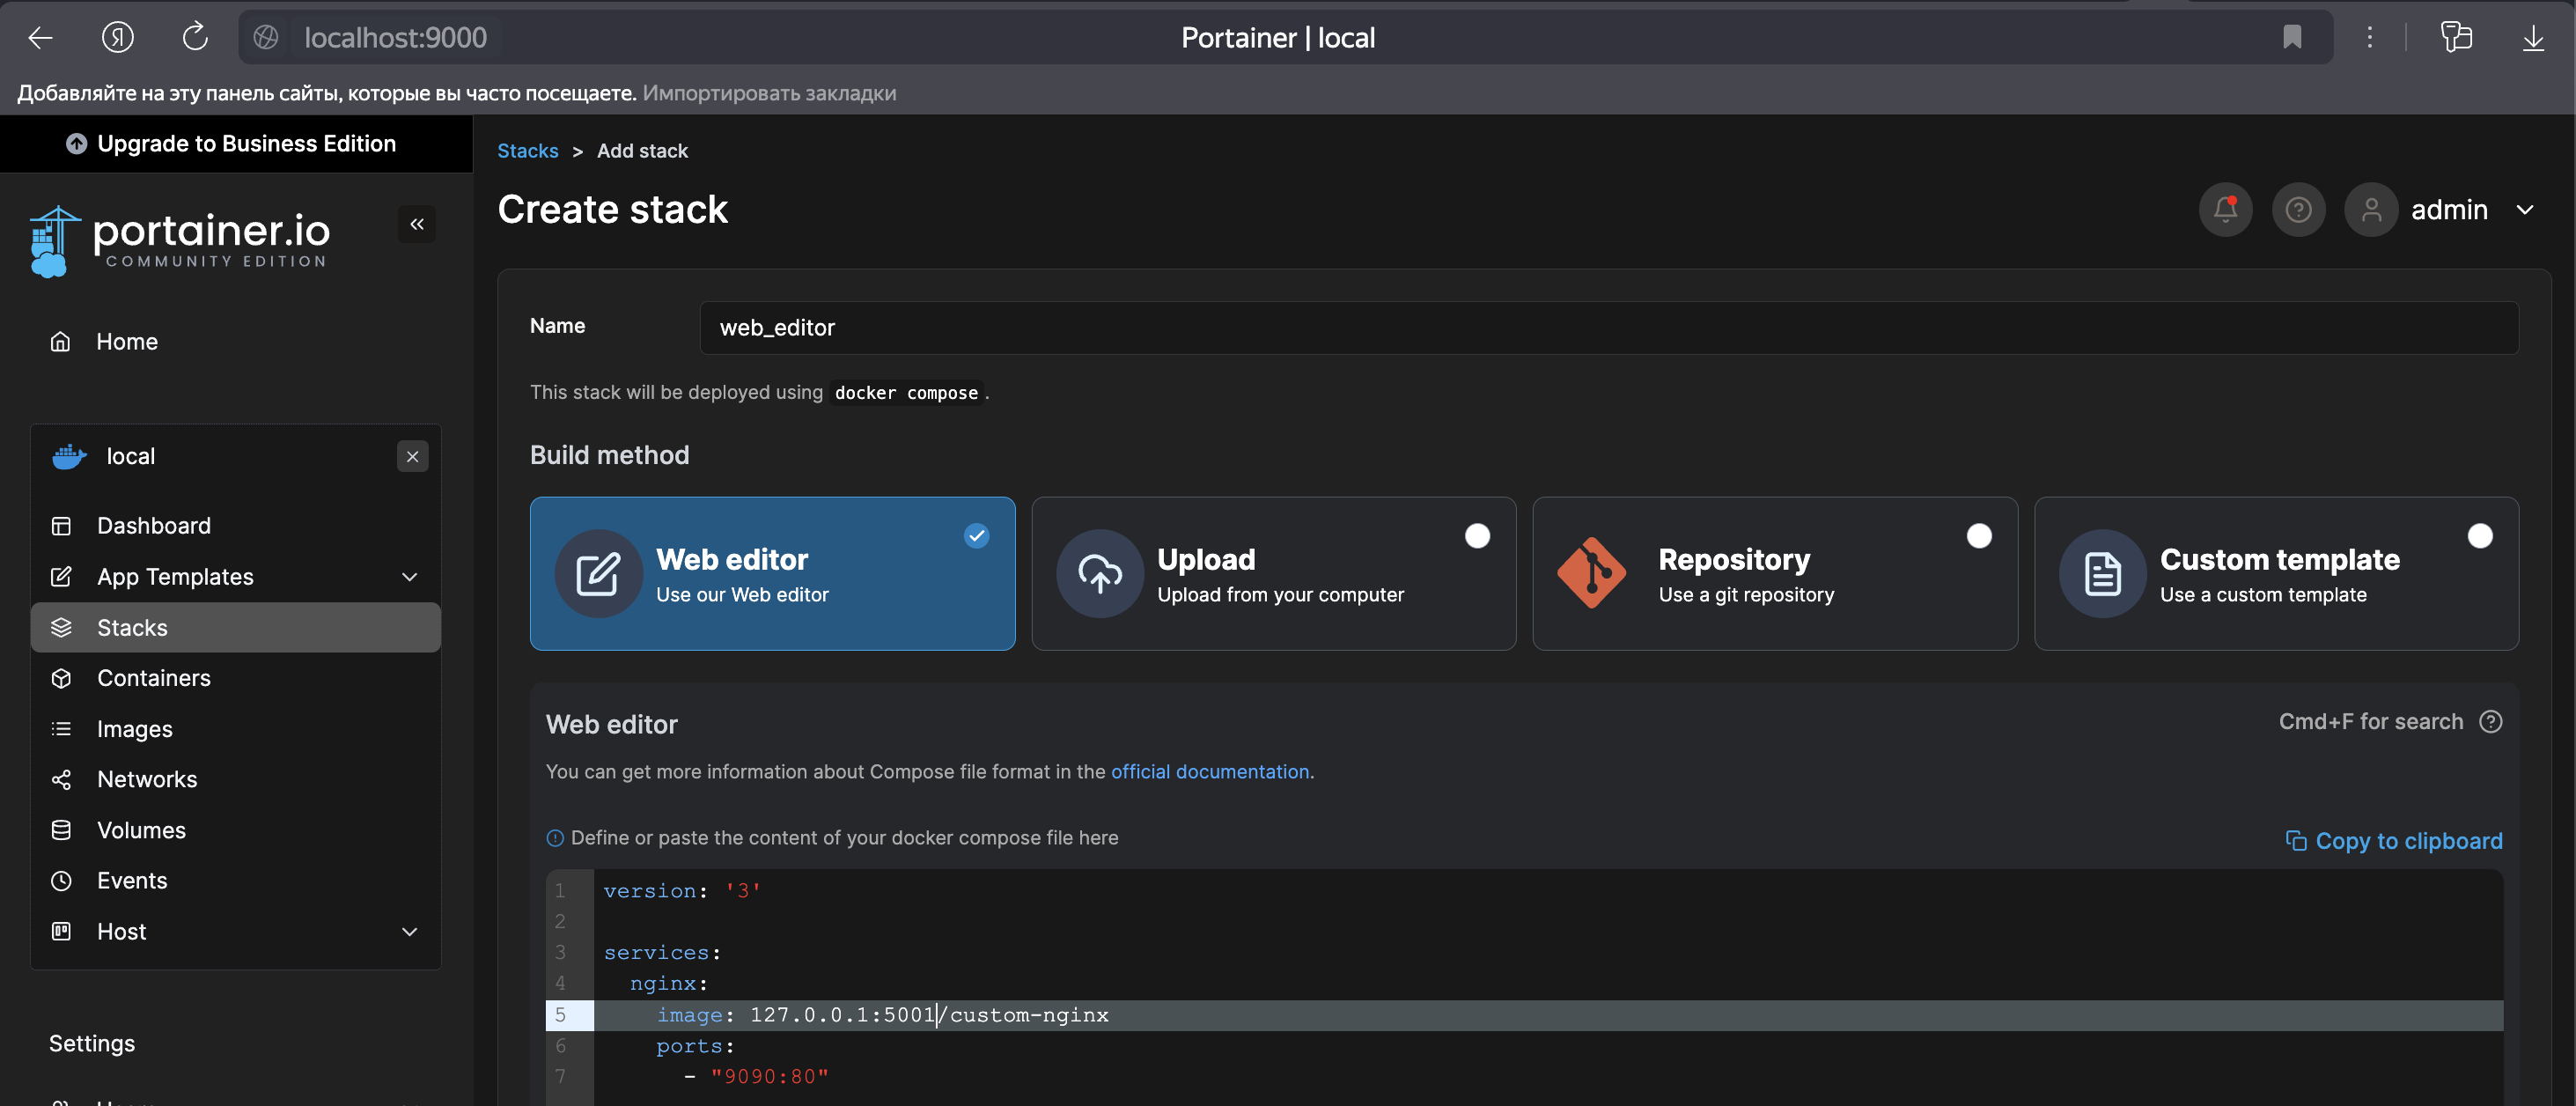 localhost:9000
Portainer | local
Добавляйте на эту панель сайты, которые вы часто посещаете. Импортировать закладки
Upgrade to Business Edition
portainer.io
COMMUNITY EDITION
Home
local
Dashboard
App Templates
Stacks
Containers
Images
Networks
Volumes
Events
Host
Settings
Stacks > Add stack
Create stack
admin
Name
web_editor
This stack will be deployed using docker compose .
Build method
Web editor
Use our Web editor
Upload
Upload from your computer
Repository
Use a git repository
Custom template
Use a custom template
Web editor
Cmd+F for search
You can get more information about Compose file format in the official documentation.
Define or paste the content of your docker compose file here
Copy to clipboard
1 version: '3'
2
3 services:
4 nginx:
5 image: 127.0.0.1:5001/custom-nginx
6 ports:
7 - "9090:80"